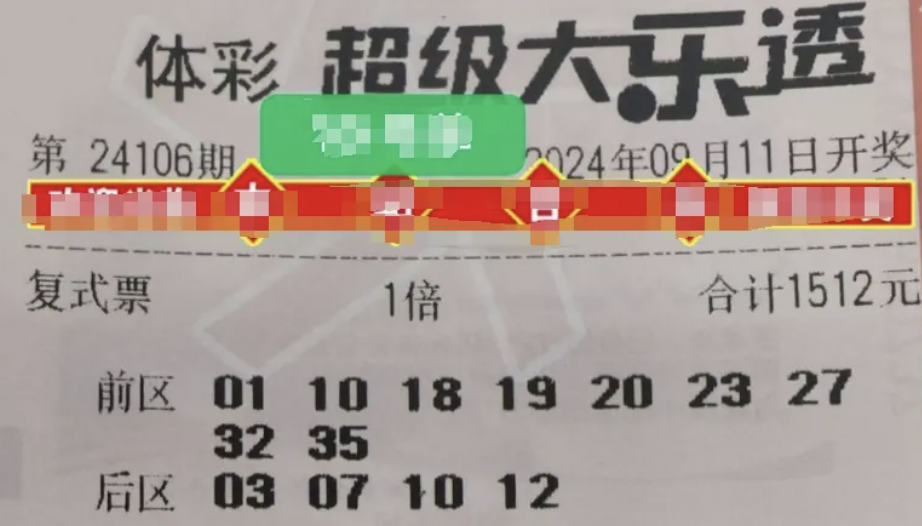 体彩 超级大乐透
第 24106期 2024年09月11日开奖
复式票 1倍 合计1512元
前区 01 10 18 19 20 23 27
32 35
后区 03 07 10 12